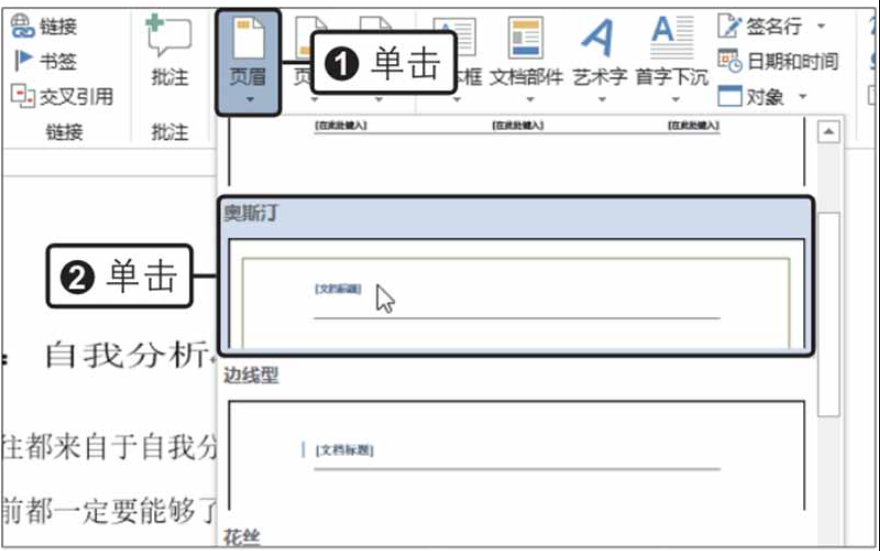 链接
书签
交叉引用
链接
批注
批注
页眉
页
❶ 单击
本框
文档部件
艺术字
首字下沉
签名行
日期和时间
对象
[在此处键入] [在此处键入] [在此处键入]
奥斯汀
❷ 单击
[文档标题]
边线型
[文档标题]
花丝
：自我分析
往都来自于自我分
前都一定要能够了